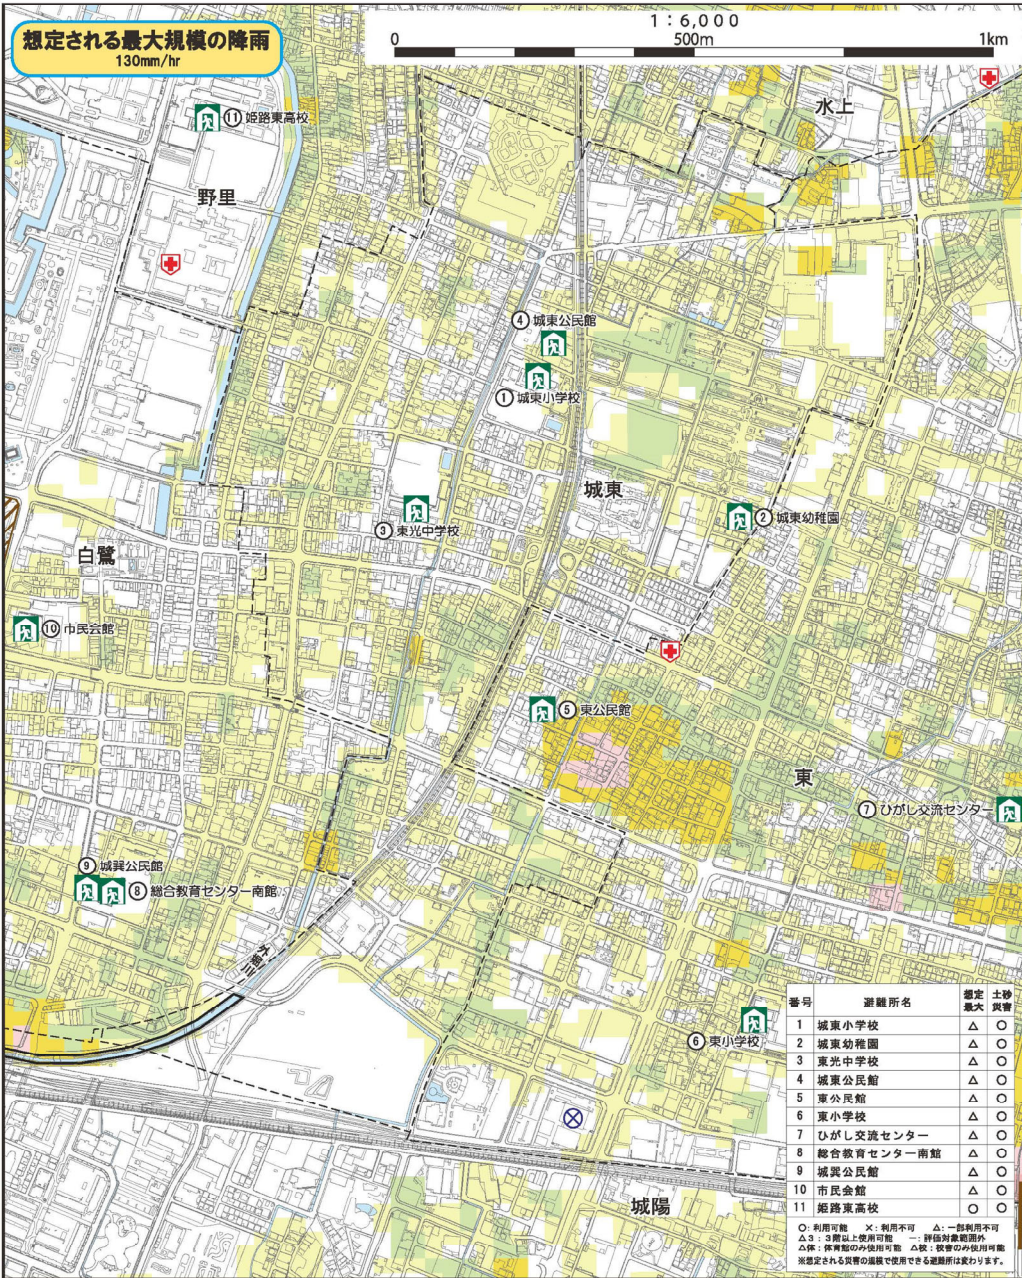 想定される最大規模の降雨
130mm/hr
1:6,000
0 500m 1km
水上
⑪ 姫路東高校
野里
④ 城東公民館
① 城東小学校
城東
② 城東幼稚園
③ 東光中学校
白鷺
⑩ 市民会館
⑤ 東公民館
東
⑦ ひがし交流センター
⑨ 城巽公民館
⑧ 総合教育センター南館
外堀川
⑥ 東小学校
城陽
番号 避難所名 想定最大 土砂災害
1 城東小学校 △ ○
2 城東幼稚園 △ ○
3 東光中学校 △ ○
4 城東公民館 △ ○
5 東公民館 △ ○
6 東小学校 △ ○
7 ひがし交流センター △ ○
8 総合教育センター南館 △ ○
9 城巽公民館 △ ○
10 市民会館 △ ○
11 姫路東高校 ○ ○
○:利用可能 ×:利用不可 △:一部利用不可
△3:3階以上使用可能 ー:評価対象範囲外
△体:体育館のみ使用可能 △校:校舎のみ使用可能
※想定される災害の規模で使用できる避難所は変わります。